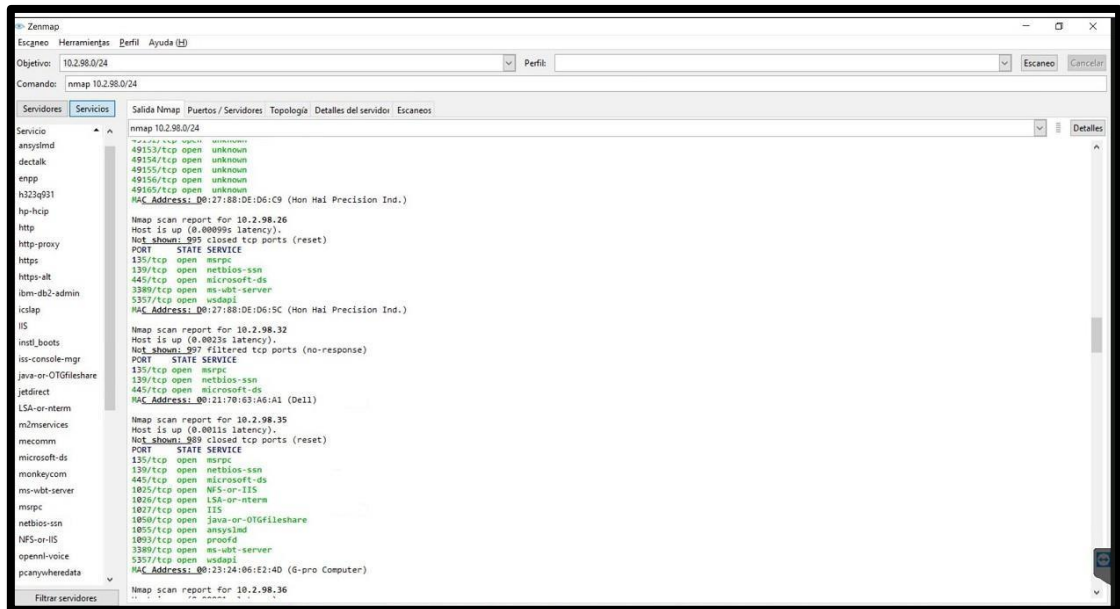 Zenmap
Escaneo Herramientas Perfil Ayuda (H)
Objetivo: 10.2.98.0/24 Perfil: Escaneo Cancelar
Comando: nmap 10.2.98.0/24
Servidores Servicios
Servicio
ansyslmd
dectalk
enpp
h323q931
hp-hcip
http
http-proxy
https
https-alt
ibm-db2-admin
icslap
IIS
instl_boots
iss-console-mgr
java-or-OTGfileshare
jetdirect
LSA-or-nterm
m2mservices
mecomm
microsoft-ds
monkeycom
ms-wbt-server
msrpc
netbios-ssn
NFS-or-IIS
opennl-voice
pcanywheredata
Filtrar servidores
Salida Nmap Puertos / Servidores Topología Detalles del servidor Escaneos
nmap 10.2.98.0/24 Detalles
49152/tcp open unknown
49153/tcp open unknown
49154/tcp open unknown
49155/tcp open unknown
49156/tcp open unknown
49165/tcp open unknown
MAC Address: D0:27:88:DE:D6:C9 (Hon Hai Precision Ind.)
Nmap scan report for 10.2.98.26
Host is up (0.00099s latency).
Not shown: 995 closed tcp ports (reset)
PORT STATE SERVICE
135/tcp open msrpc
139/tcp open netbios-ssn
445/tcp open microsoft-ds
3389/tcp open ms-wbt-server
5357/tcp open wsdapi
MAC Address: D0:27:88:DE:D6:5C (Hon Hai Precision Ind.)
Nmap scan report for 10.2.98.32
Host is up (0.0023s latency).
Not shown: 997 filtered tcp ports (no-response)
PORT STATE SERVICE
135/tcp open msrpc
139/tcp open netbios-ssn
445/tcp open microsoft-ds
MAC Address: 00:21:70:63:A6:A1 (Dell)
Nmap scan report for 10.2.98.35
Host is up (0.0011s latency).
Not shown: 989 closed tcp ports (reset)
PORT STATE SERVICE
135/tcp open msrpc
139/tcp open netbios-ssn
445/tcp open microsoft-ds
1025/tcp open NFS-or-IIS
1026/tcp open LSA-or-nterm
1027/tcp open IIS
1050/tcp open java-or-OTGfileshare
1055/tcp open ansyslmd
1093/tcp open proofd
3389/tcp open ms-wbt-server
5357/tcp open wsdapi
MAC Address: 00:23:24:06:E2:4D (G-pro Computer)
Nmap scan report for 10.2.98.36